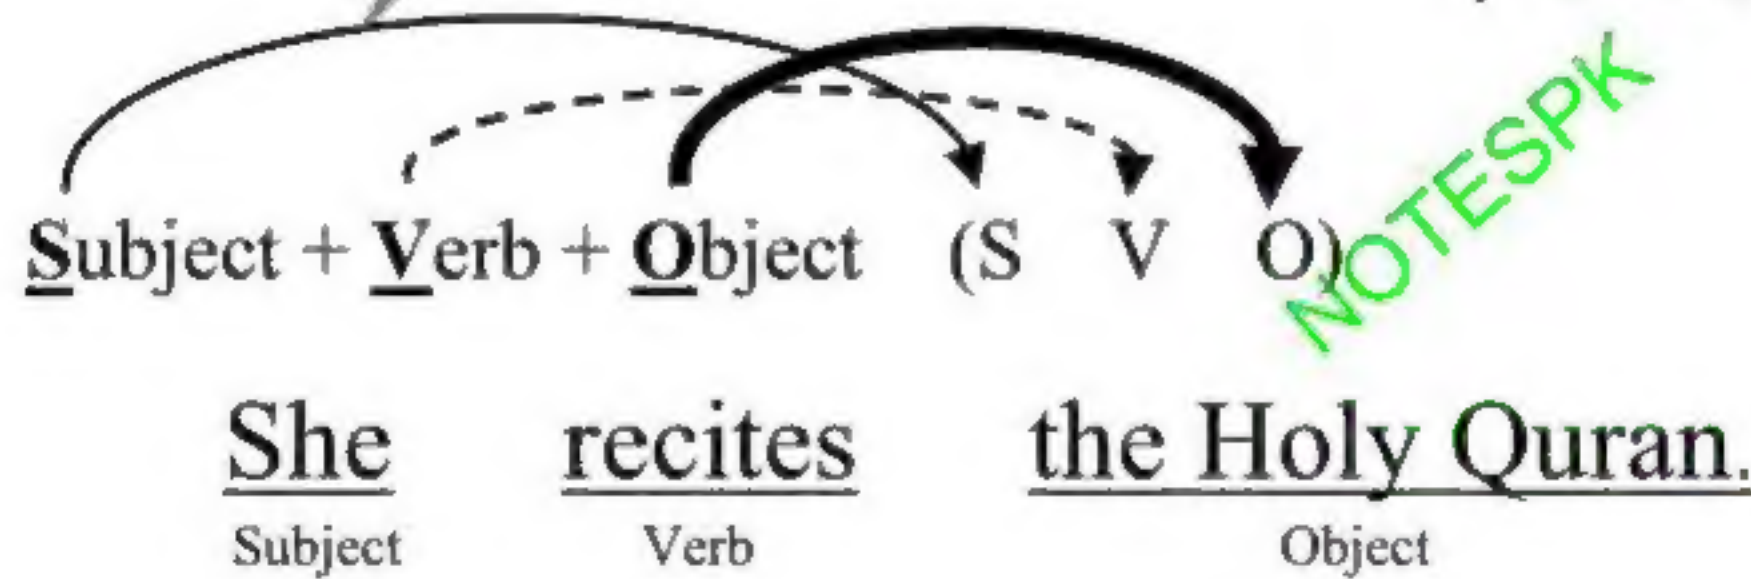 Subject + Verb + Object (S V O)
She recites the Holy Quran.
Subject Verb Object
NOTESPK